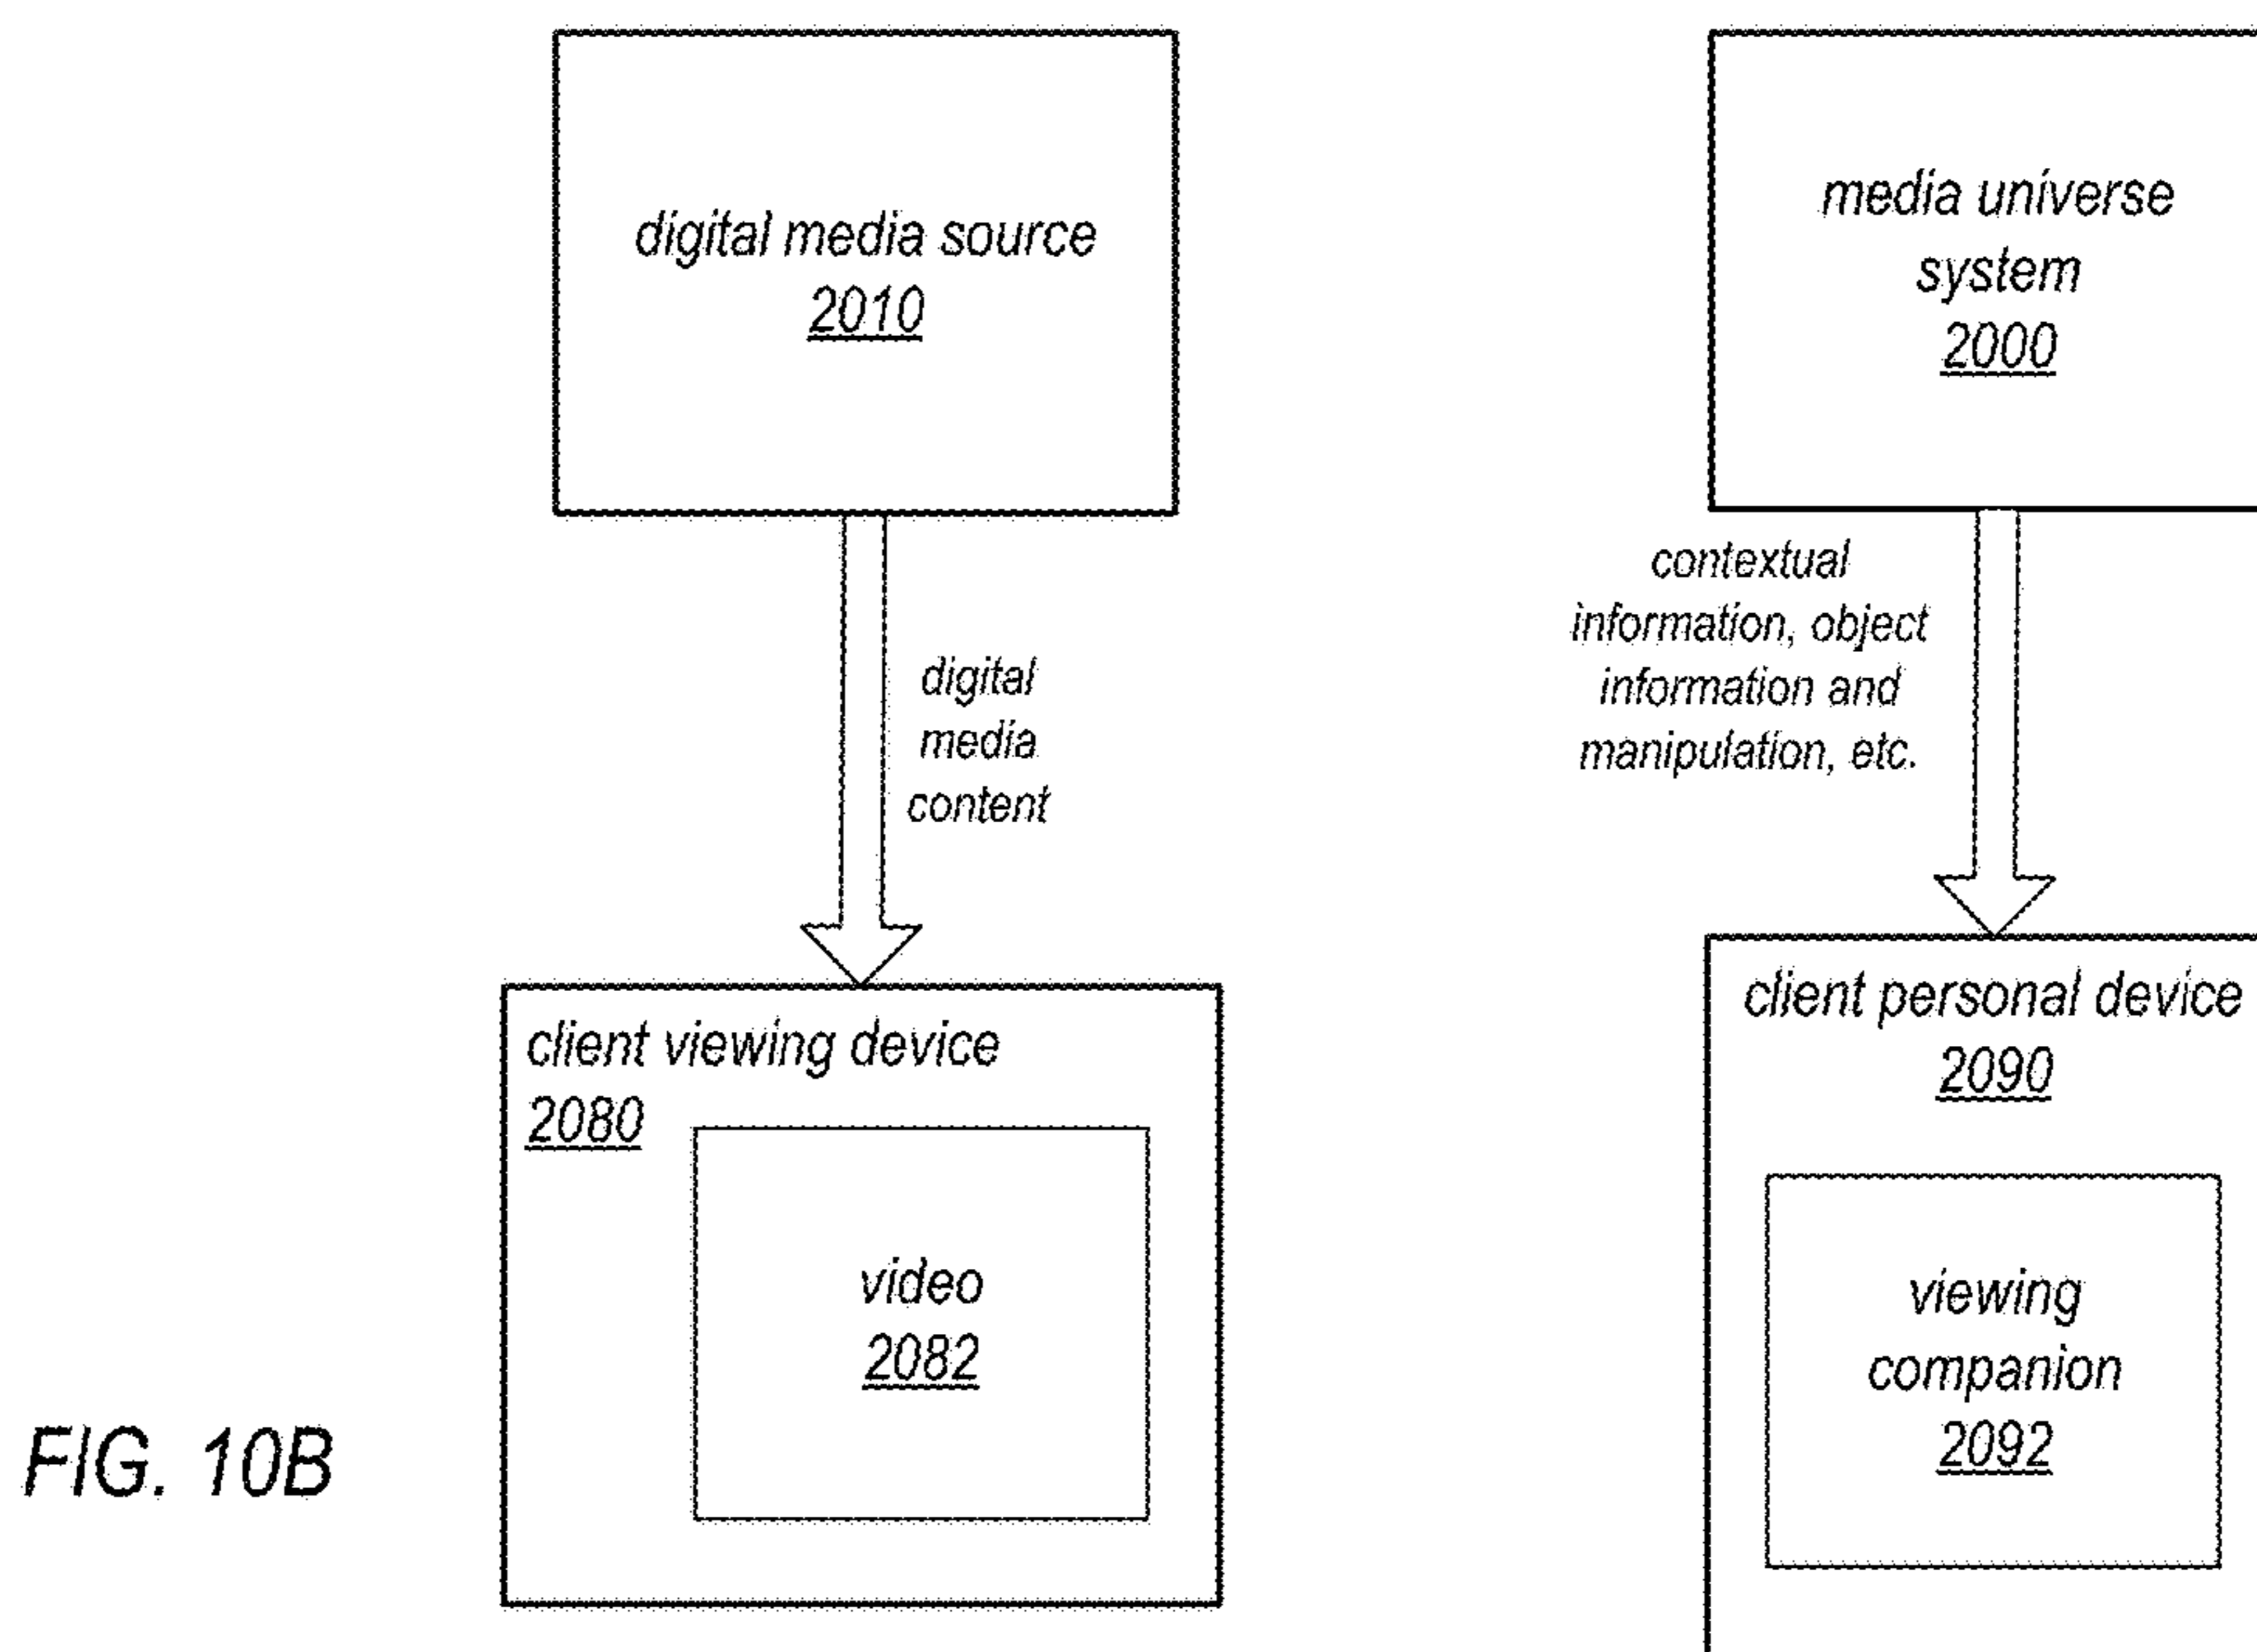 digital media source
2010
media universe
system
2000
digital
media
content
contextual
information, object
information and
manipulation, etc.
client viewing device
2080
video
2082
client personal device
2090
viewing
companion
2092
FIG. 10B